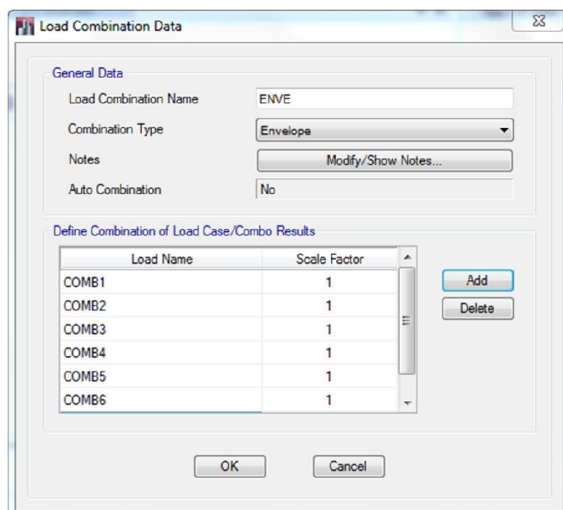 Load Combination Data
General Data
Load Combination Name ENVE
Combination Type Envelope
Notes Modify/Show Notes...
Auto Combination No
Define Combination of Load Case/Combo Results
Load Name Scale Factor
COMB1 1 Add
COMB2 1 Delete
COMB3 1
COMB4 1
COMB5 1
COMB6 1
OK Cancel